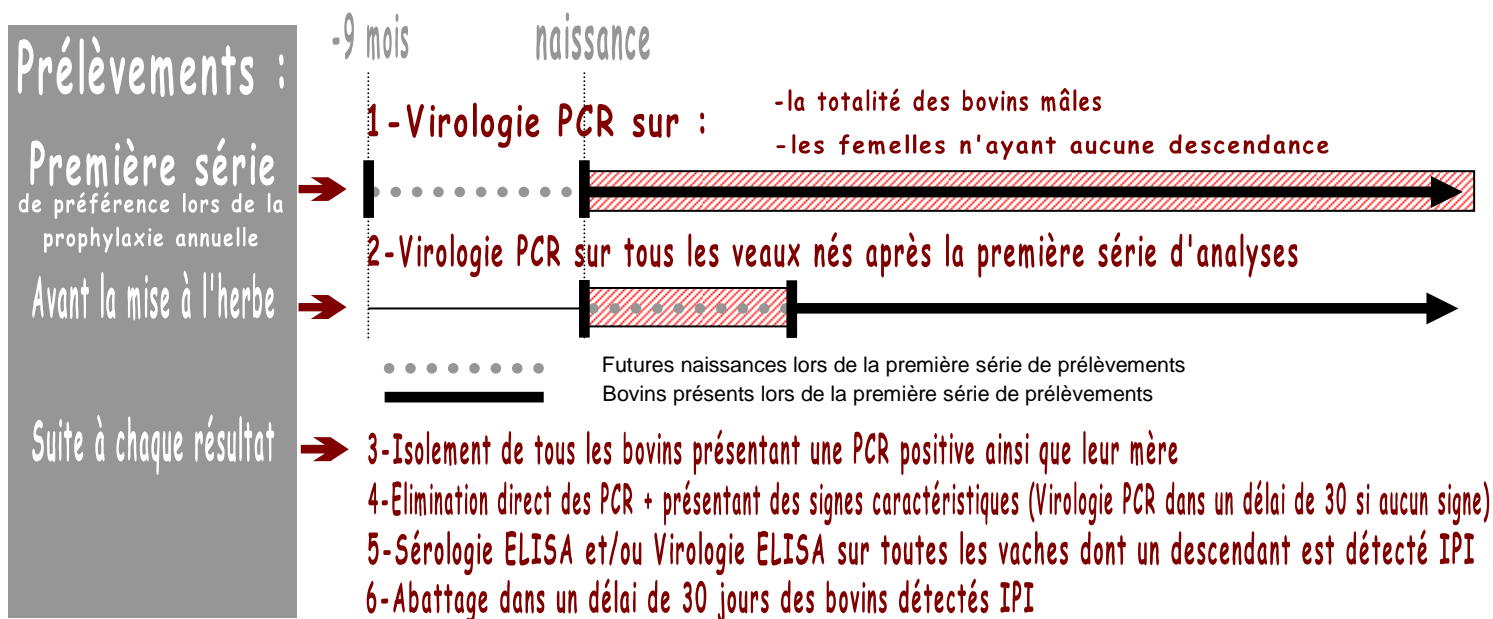 Prélèvements :
-9 mois
naissance
1-Virologie PCR sur :
-la totalité des bovins mâles
-les femelles n'ayant aucune descendance
Première série
de préférence lors de la
prophylaxie annuelle
2-Virologie PCR sur tous les veaux nés après la première série d'analyses
Avant la mise à l'herbe
Futures naissances lors de la première série de prélèvements
Bovins présents lors de la première série de prélèvements
Suite à chaque résultat
3-Isolement de tous les bovins présentant une PCR positive ainsi que leur mère
4-Elimination direct des PCR + présentant des signes caractéristiques (Virologie PCR dans un délai de 30 si aucun signe)
5-Sérologie ELISA et/ou Virologie ELISA sur toutes les vaches dont un descendant est détecté IPI
6-Abattage dans un délai de 30 jours des bovins détectés IPI